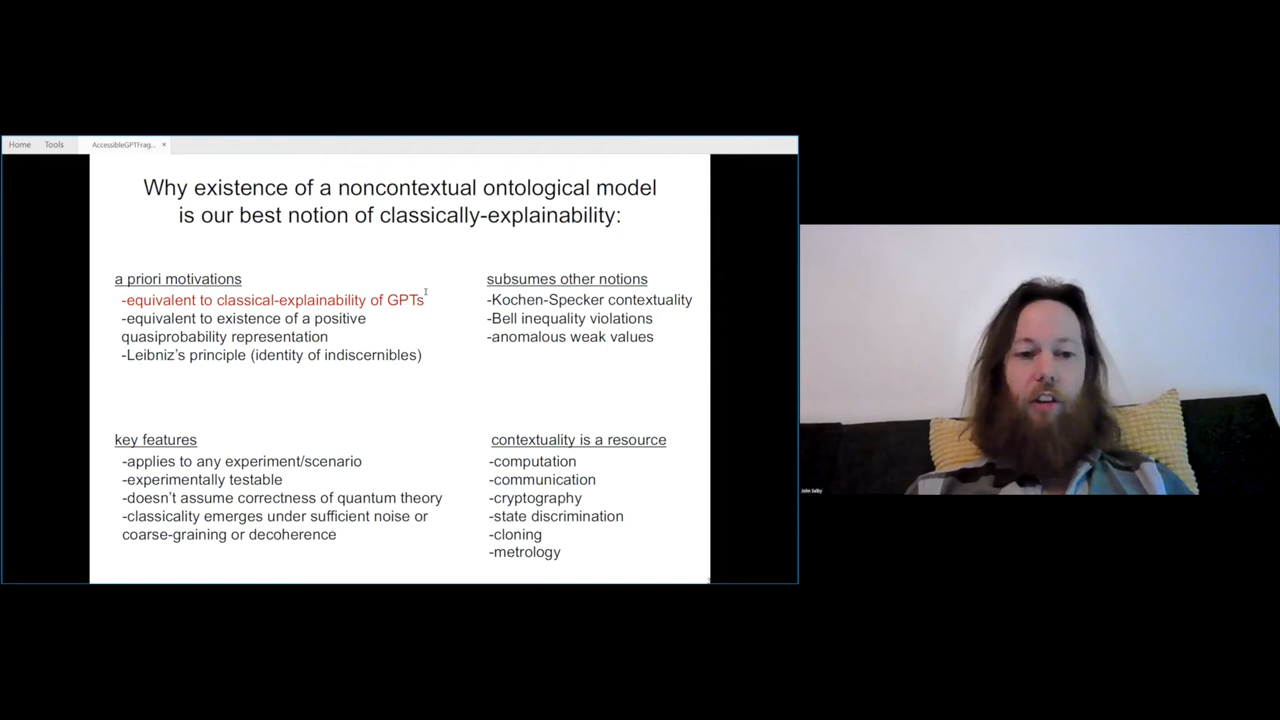 Home Tools AccessibleGPTFrag... ×
Why existence of a noncontextual ontological model
is our best notion of classically-explainability:
a priori motivations
-equivalent to classical-explainability of GPTs
-equivalent to existence of a positive
quasiprobability representation
-Leibniz's principle (identity of indiscernibles)
subsumes other notions
-Kochen-Specker contextuality
-Bell inequality violations
-anomalous weak values
key features
-applies to any experiment/scenario
-experimentally testable
-doesn't assume correctness of quantum theory
-classicality emerges under sufficient noise or
coarse-graining or decoherence
contextuality is a resource
-computation
-communication
-cryptography
-state discrimination
-cloning
-metrology
John Selby